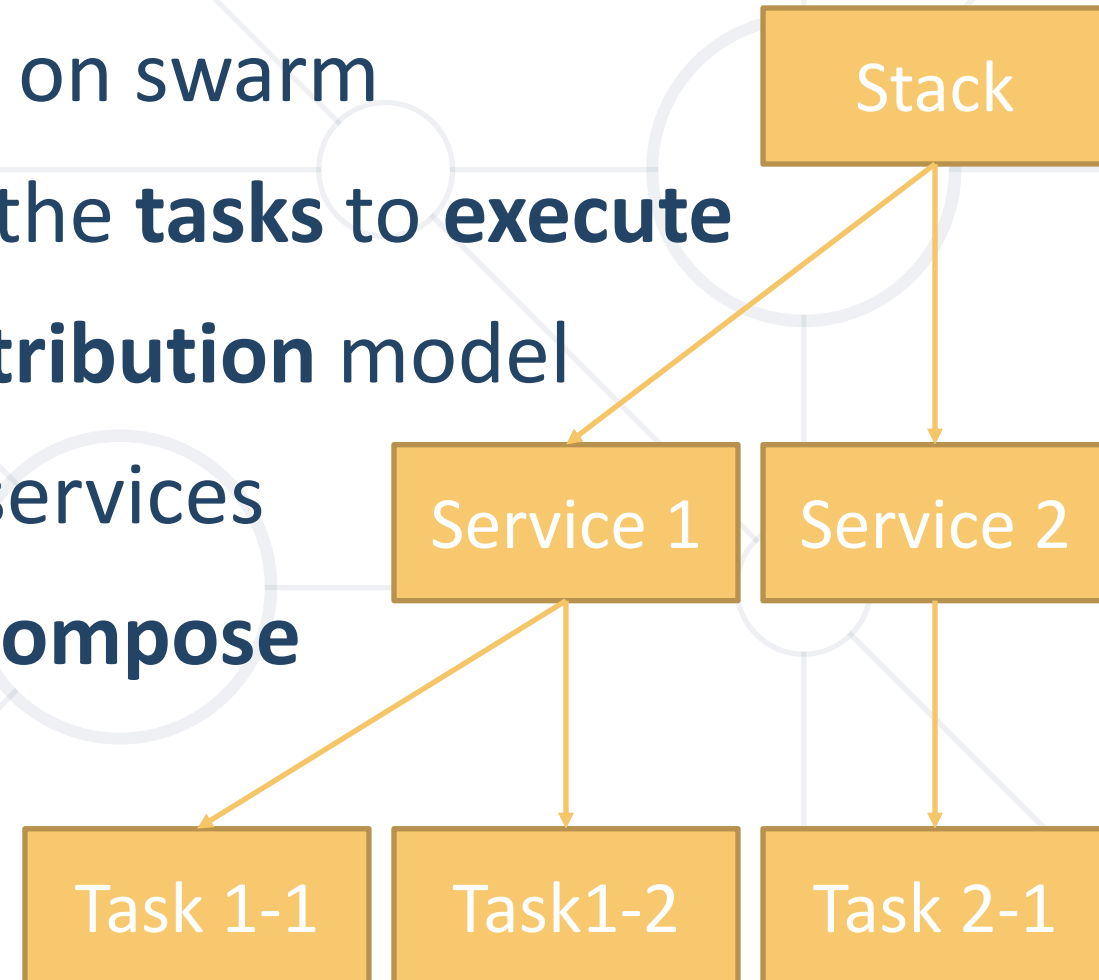 on swarm
the tasks to execute
tribution model
services
ompose
Stack
Service 1
Service 2
Task 1-1
Task1-2
Task 2-1